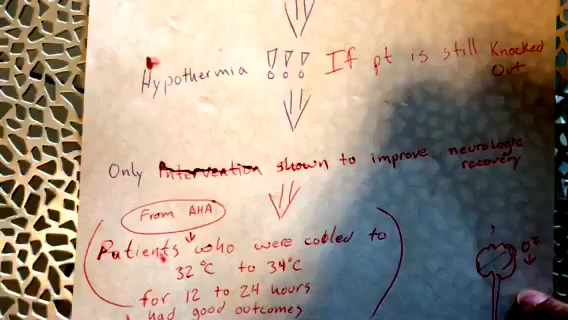 Hypothermia !!! If pt is still Knocked
Out
Only Intervention shown to improve neurologic
recovery
From AHA
Patients who were cooled to
32°C to 34°C
for 12 to 24 hours
had good outcomes
O2